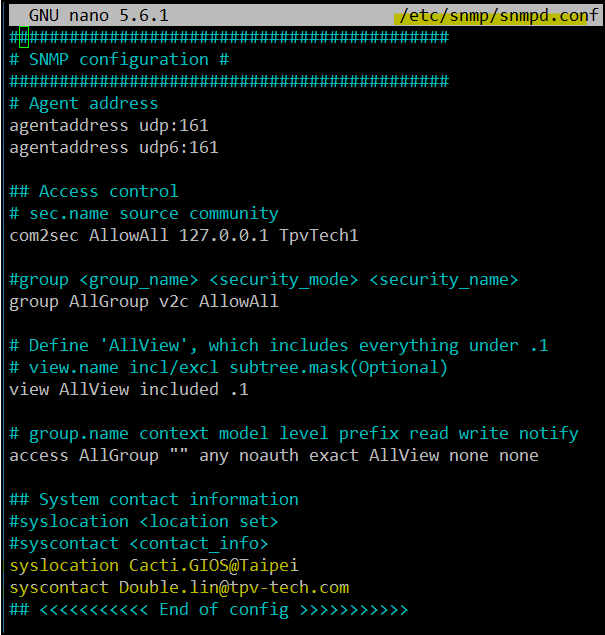 GNU nano 5.6.1 /etc/snmp/snmpd.conf
############################################
# SNMP configuration #
############################################
# Agent address
agentaddress udp:161
agentaddress udp6:161
## Access control
# sec.name source community
com2sec AllowAll 127.0.0.1 TpvTech1
#group <group_name> <security_mode> <security_name>
group AllGroup v2c AllowAll
# Define 'AllView', which includes everything under .1
# view.name incl/excl subtree.mask(Optional)
view AllView included .1
# group.name context model level prefix read write notify
access AllGroup "" any noauth exact AllView none none
## System contact information
#syslocation <location set>
#syscontact <contact_info>
syslocation Cacti.GIOS@Taipei
syscontact Double.lin@tpv-tech.com
## <<<<<<<<<<< End of config >>>>>>>>>>>